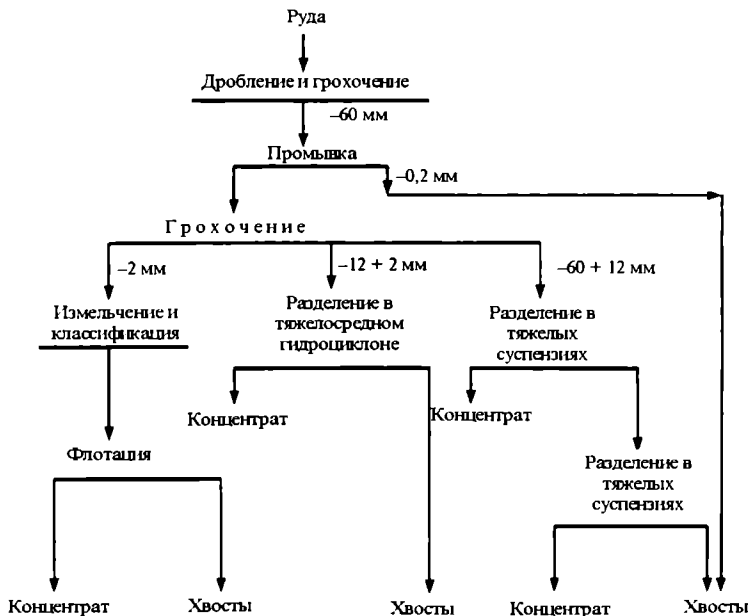 Руда
Дробление и грохочение
–60 мм
Промывка
–0,2 мм
Грохочение
–2 мм
–12 + 2 мм
–60 + 12 мм
Измельчение и
классификация
Разделение в
тяжелосредном
гидроциклоне
Разделение в
тяжелых
суспензиях
Концентрат
Концентрат
Флотация
Разделение в
тяжелых
суспензиях
Концентрат
Хвосты
Хвосты
Концентрат
Хвосты